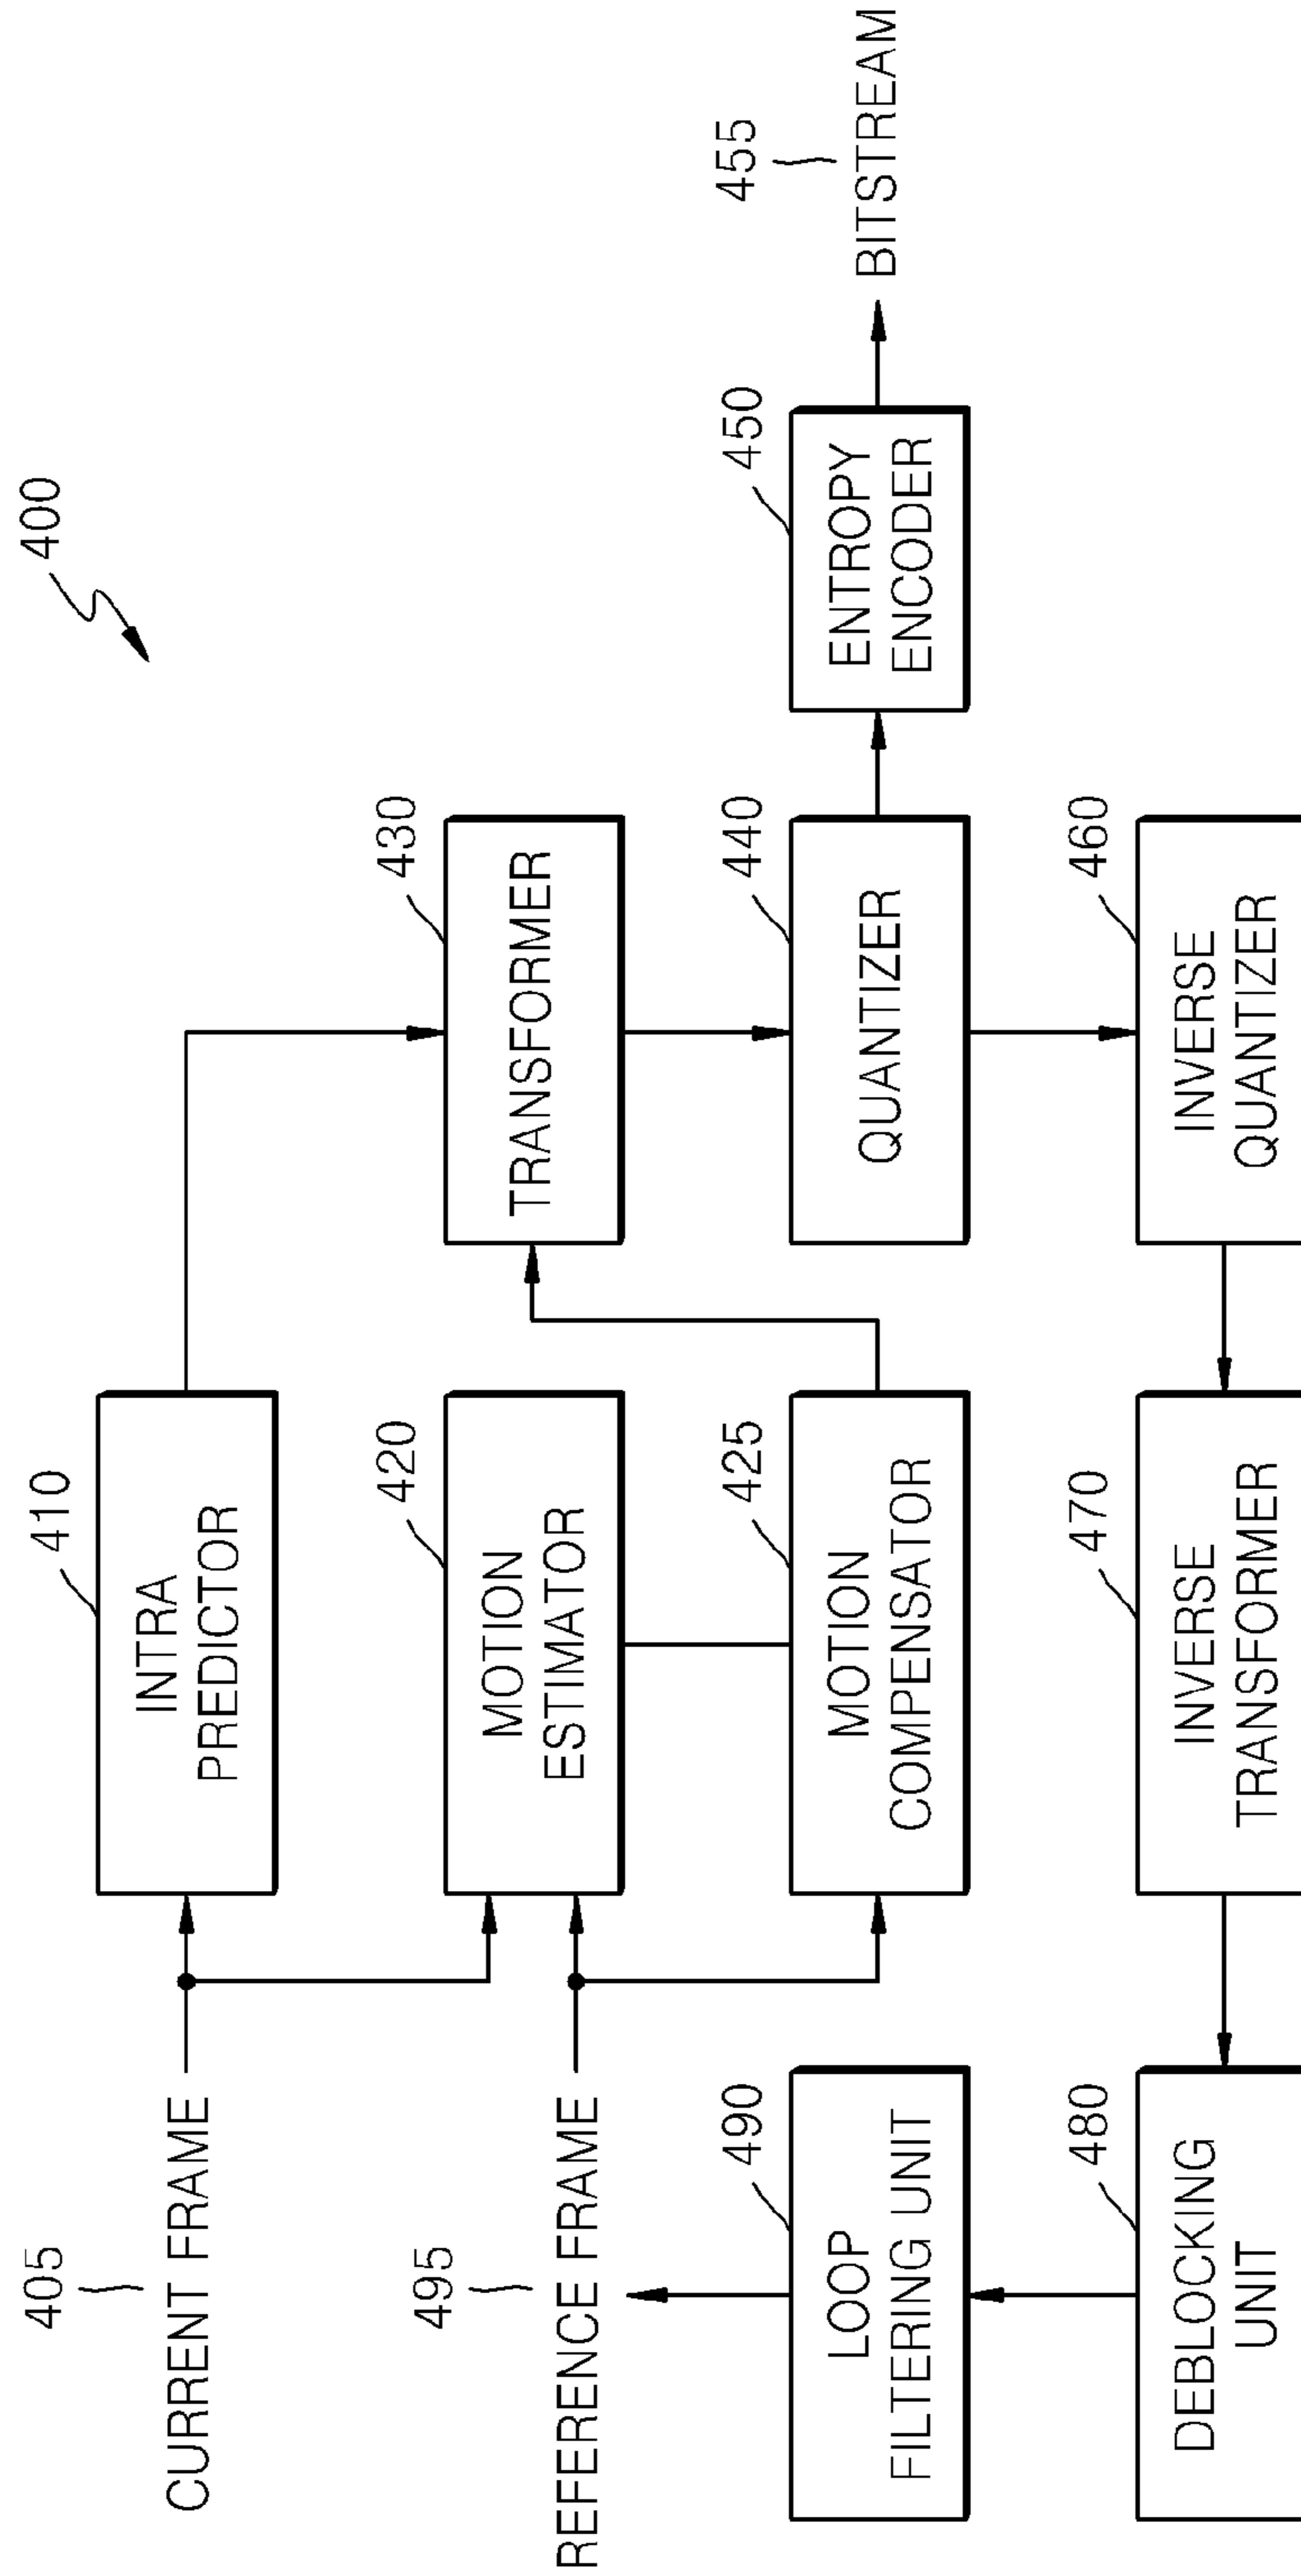 400
405
CURRENT FRAME
410
INTRA
PREDICTOR
495
REFERENCE FRAME
420
MOTION
ESTIMATOR
430
TRANSFORMER
490
LOOP
FILTERING UNIT
425
MOTION
COMPENSATOR
440
QUANTIZER
450
ENTROPY
ENCODER
455
BITSTREAM
480
DEBLOCKING
UNIT
470
INVERSE
TRANSFORMER
460
INVERSE
QUANTIZER